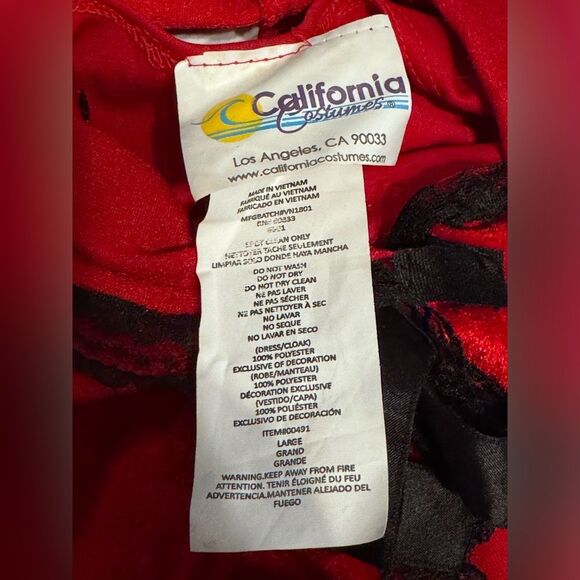 California
Costumes®
Los Angeles, CA 90033
www.californiacostumes.com
MADE IN VIETNAM
FABRIQUÉ AU VIETNAM
FABRICADO EN VIETNAM
MFGBATCH#VN1801
90833
SPOT CLEAN ONLY
NETTOYER TACHE SEULEMENT
LIMPIAR SOLO DONDE HAYA MANCHA
DO NOT WASH
DO NOT DRY
DO NOT DRY CLEAN
NE PAS LAVER
NE PAS SÉCHER
NE PAS NETTOYER À SEC
NO LAVAR
NO SEQUE
NO LAVAR EN SECO
(DRESS/CLOAK)
100% POLYESTER
EXCLUSIVE OF DECORATION
(ROBE/MANTEAU)
100% POLYESTER
DÉCORATION EXCLUSIVE
(VESTIDO/CAPA)
100% POLIÉSTER
EXCLUSIVO DE DECORACIÓN
ITEM#00491
LARGE
GRAND
GRANDE
WARNING.KEEP AWAY FROM FIRE
ATTENTION. TENIR ÉLOIGNÉ DU FEU
ADVERTENCIA.MANTENER ALEJADO DEL
FUEGO